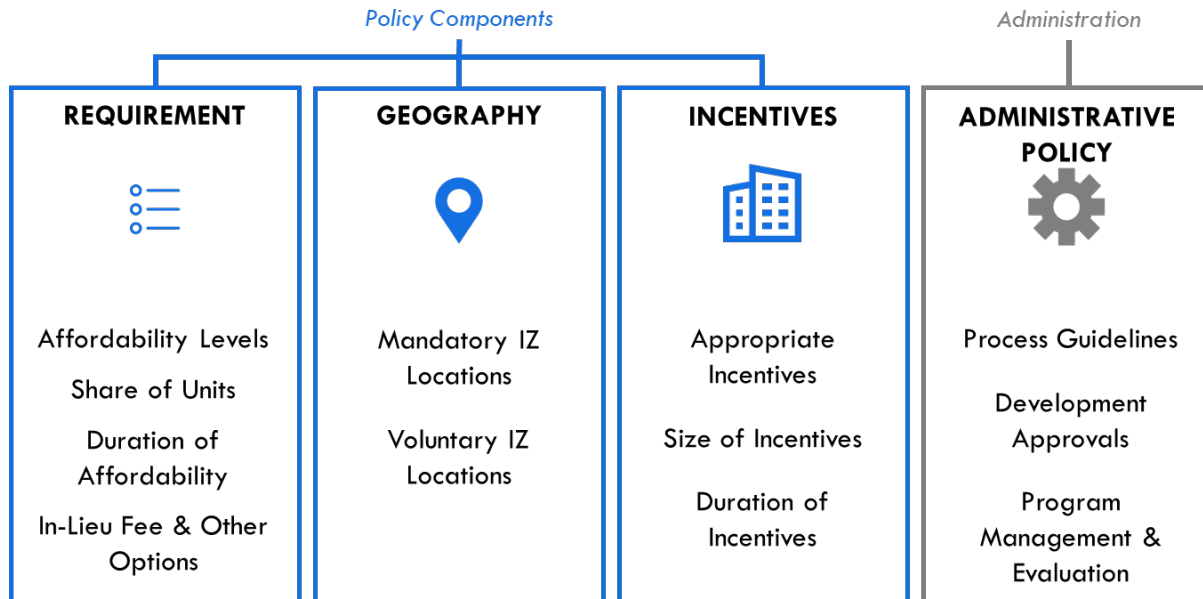 Policy Components
Administration
REQUIREMENT
Affordability Levels
Share of Units
Duration of
Affordability
In-Lieu Fee & Other
Options
GEOGRAPHY
Mandatory IZ
Locations
Voluntary IZ
Locations
INCENTIVES
Appropriate
Incentives
Size of Incentives
Duration of
Incentives
ADMINISTRATIVE
POLICY
Process Guidelines
Development
Approvals
Program
Management &
Evaluation